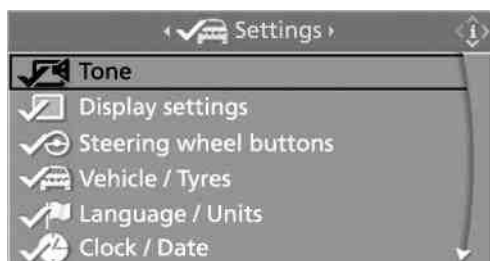 Settings
Tone
Display settings
Steering wheel buttons
Vehicle / Tyres
Language / Units
Clock / Date